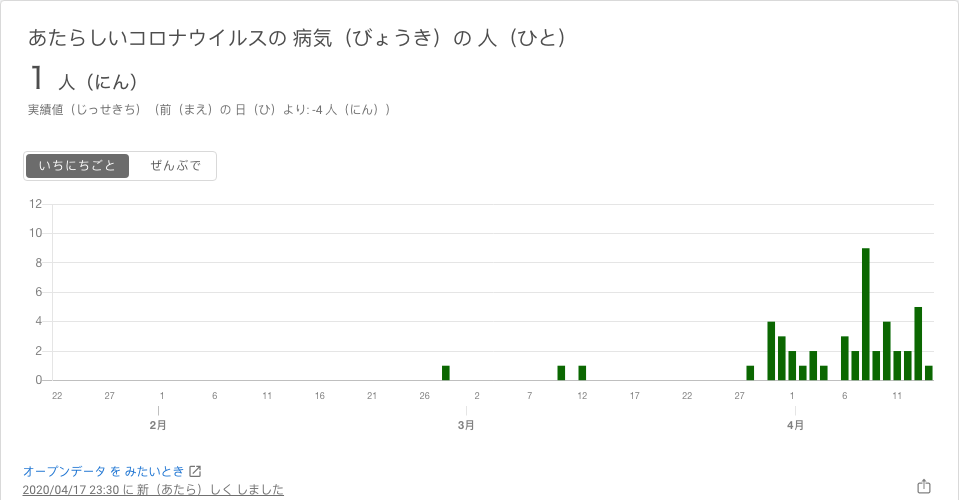 あたらしいコロナウイルスの 病気（びょうき）の 人（ひと）
1 人（にん）
実績値（じっせきち）（前（まえ）の 日（ひ）より: -4 人（にん））
いちにちごと ぜんぶで
12
10
8
6
4
2
0
22 27 1 6 11 16 21 26 2 7 12 17 22 27 1 6 11
2月 3月 4月
オープンデータ を みたいとき
2020/04/17 23:30 に 新（あたら）しく しました